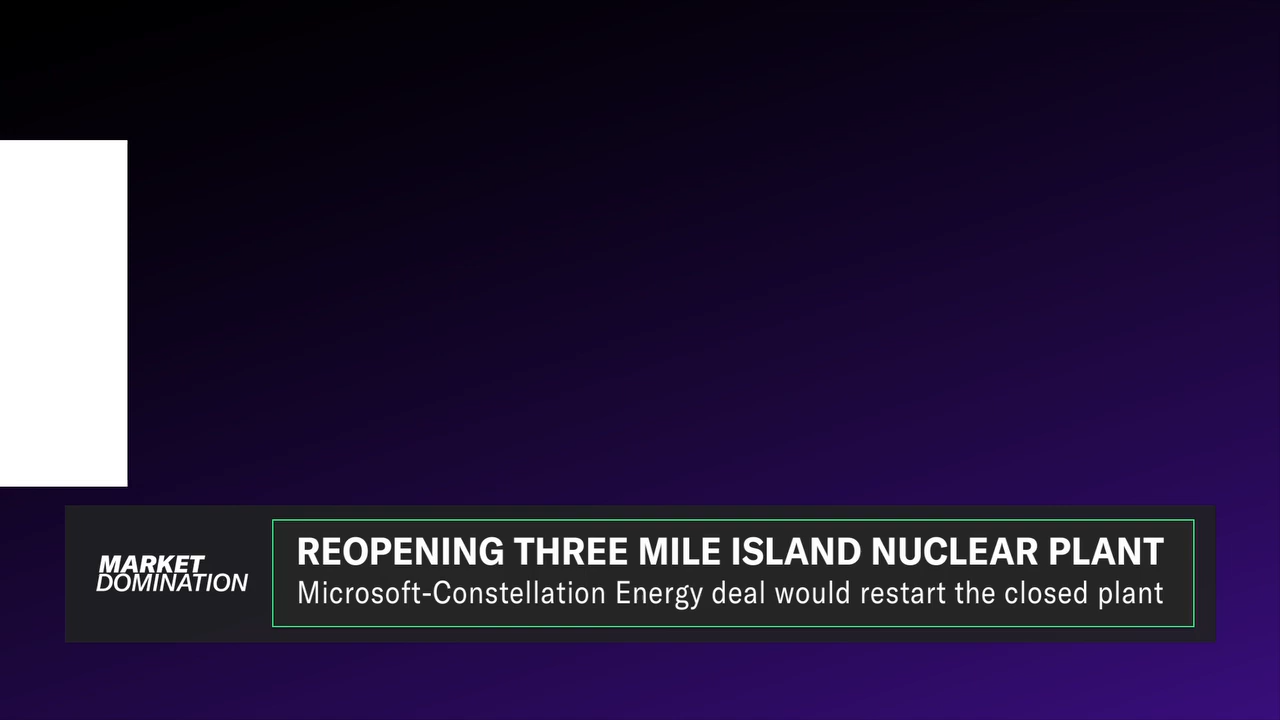 MARKET
DOMINATION
REOPENING THREE MILE ISLAND NUCLEAR PLANT
Microsoft-Constellation Energy deal would restart the closed plant